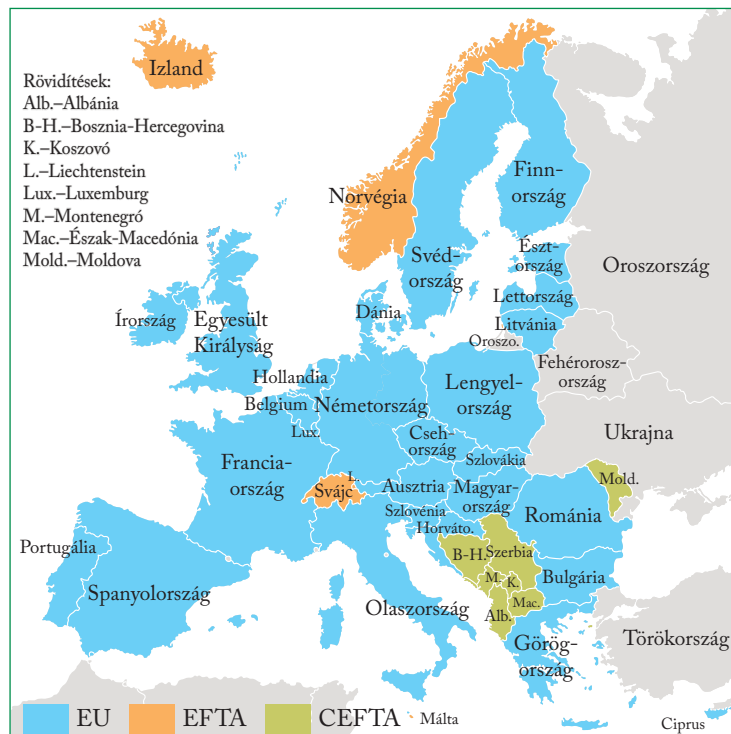 Izland
Rövidítések:
Alb.–Albánia
B-H.–Bosznia-Hercegovina
K.–Koszovó
L.–Liechtenstein
Lux.–Luxemburg
M.–Montenegró
Mac.–Észak-Macedónia
Mold.–Moldova
Norvégia
Finn-
ország
Svéd-
ország
Észt-
ország
Oroszország
Lettország
Litvánia
Oroszo.
Dánia
Írország
Egyesült
Királyság
Fehérorosz-
ország
Hollandia
Belgium
Németország
Lengyel-
ország
Lux.
Cseh-
ország
Ukrajna
Szlovákia
Francia-
ország
L.
Svájc
Ausztria
Magyar-
ország
Mold.
Szlovénia
Románia
Horváto.
Portugália
Spanyolország
B-H.
Szerbia
M.
K.
Bulgária
Olaszország
Mac.
Alb.
Görög-
ország
Törökország
EU
EFTA
CEFTA
Málta
Ciprus